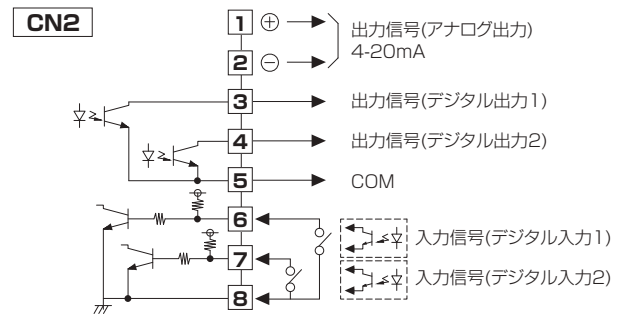 CN2
1 ⊕ 出力信号(アナログ出力)
4-20mA
2 ⊖
3 出力信号(デジタル出力1)
4 出力信号(デジタル出力2)
5 COM
6
入力信号(デジタル入力1)
7
入力信号(デジタル入力2)
8